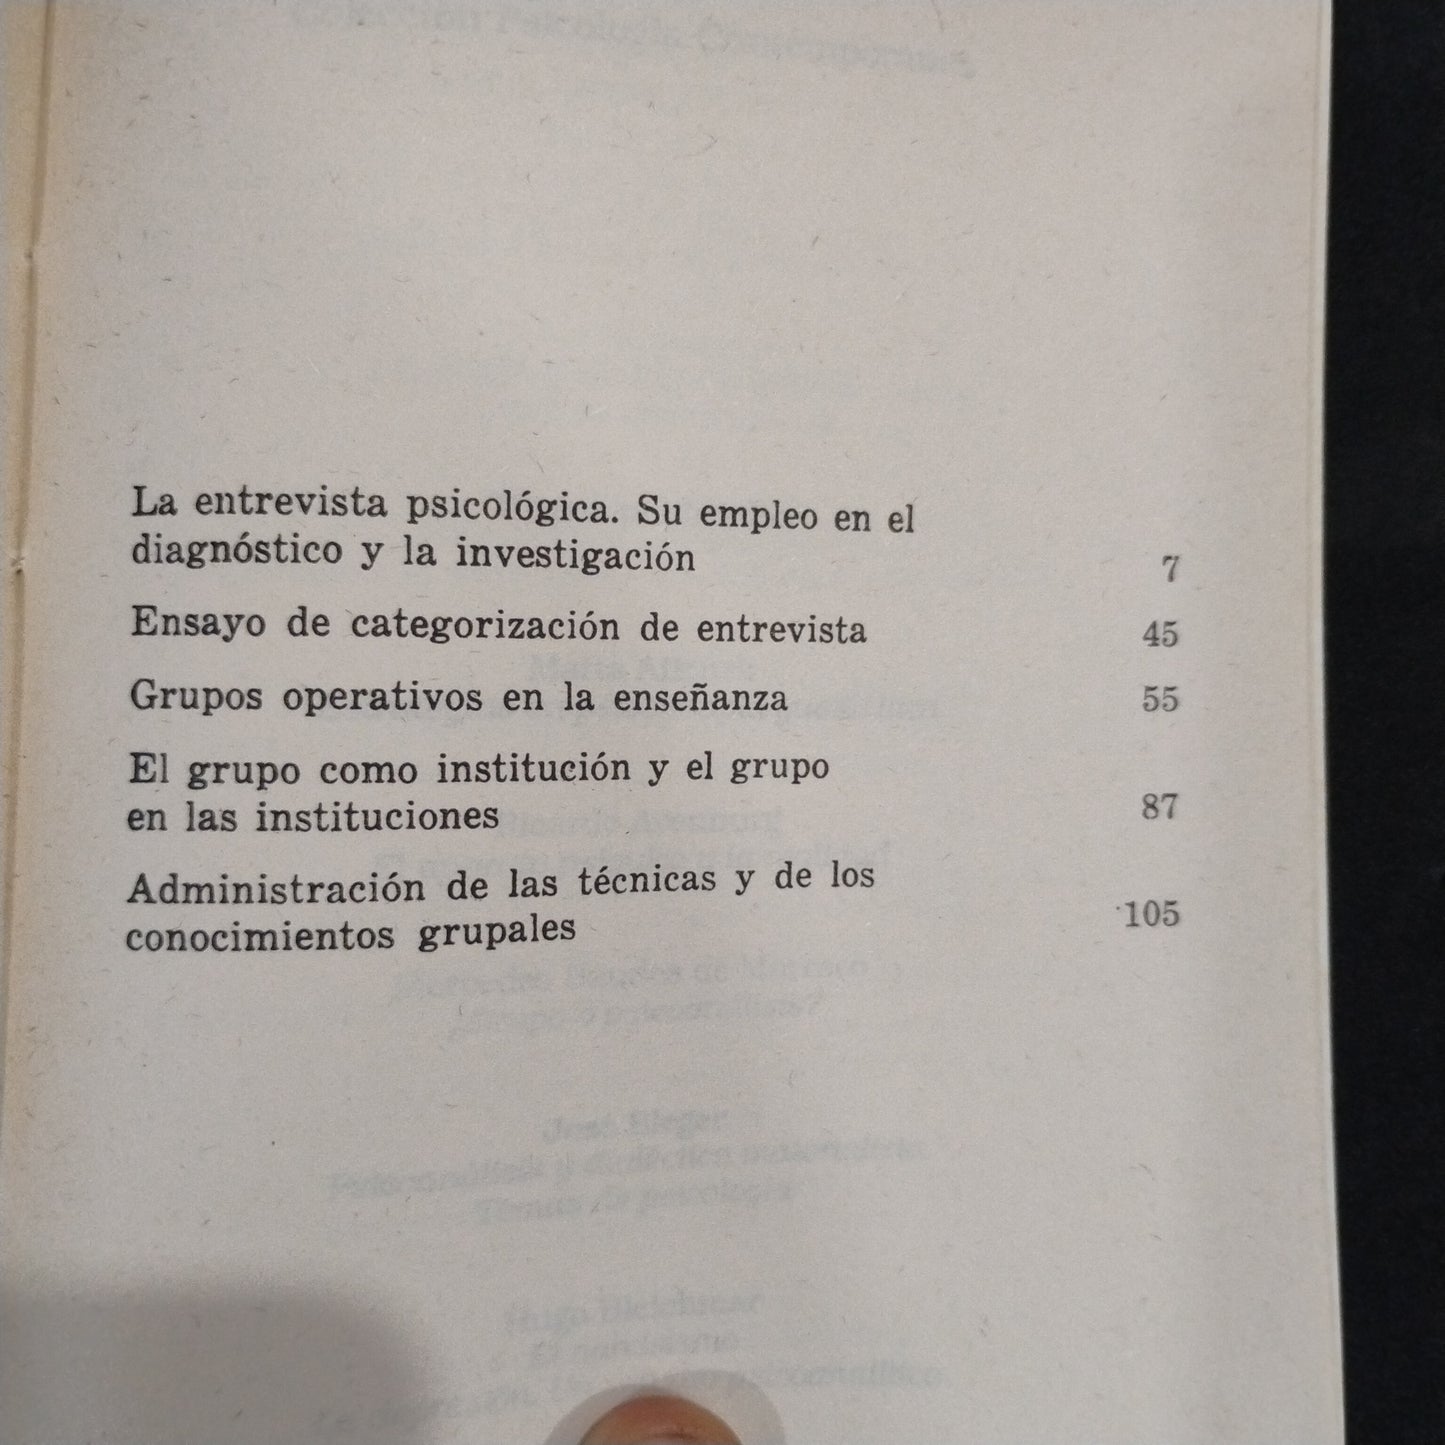 La entrevista psicológica. Su empleo en el
diagnóstico y la investigación 7
Ensayo de categorización de entrevista 45
Grupos operativos en la enseñanza 55
El grupo como institución y el grupo
en las instituciones 87
Administración de las técnicas y de los
conocimientos grupales 105